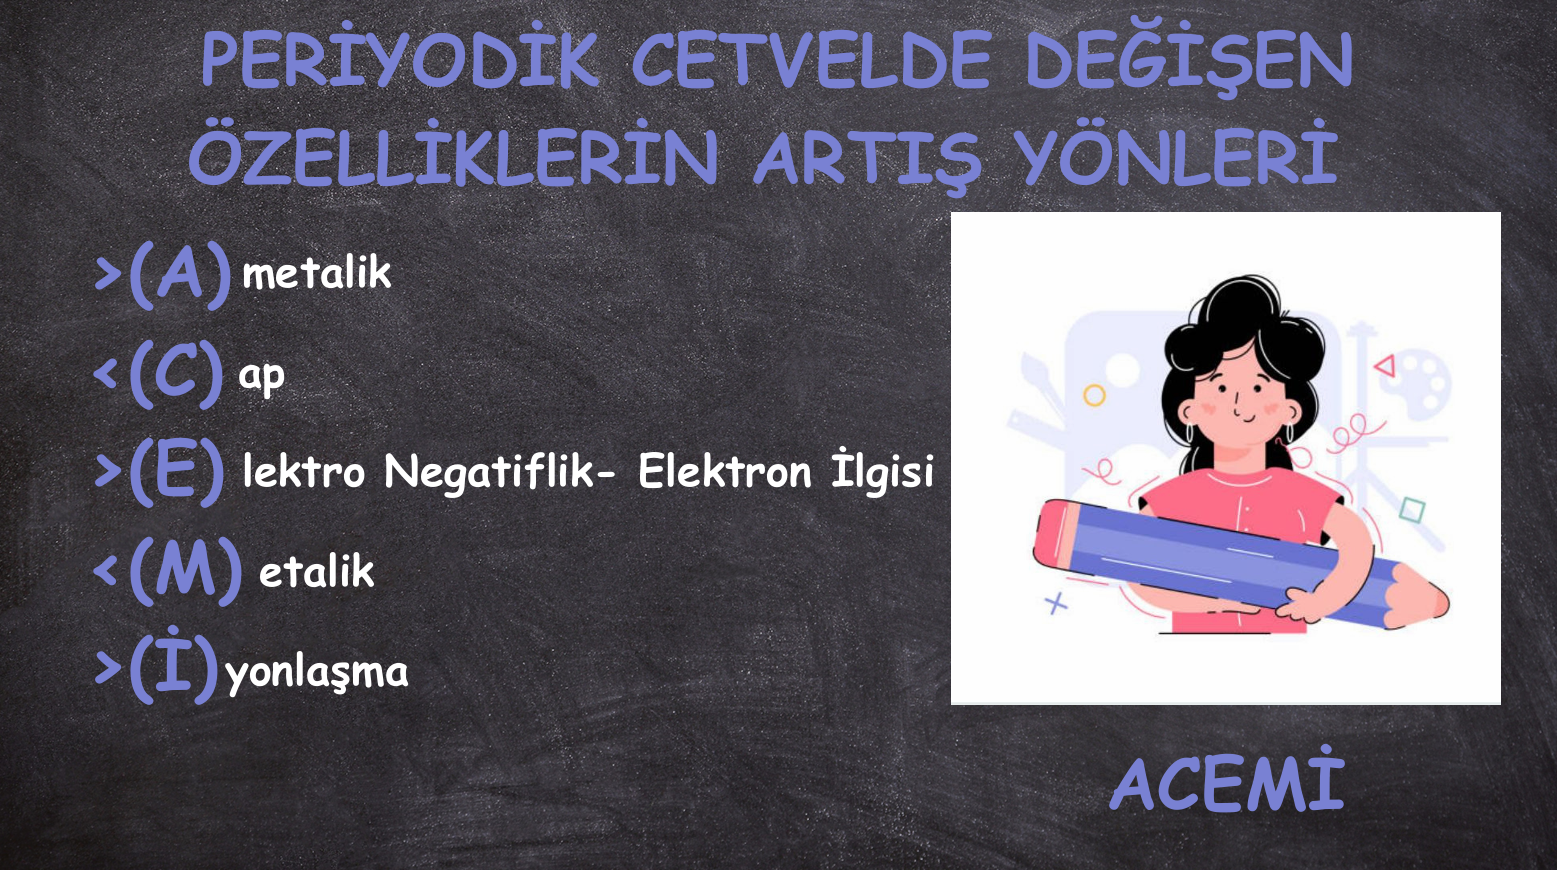 PERİYODİK CETVELDE DEĞİŞEN
ÖZELLİKLERİN ARTIŞ YÖNLERİ
>(A) metalik
<(C) ap
>(E) lektro Negatiflik- Elektron İlgisi
<(M) etalik
>(İ)yonlaşma
ACEMİ